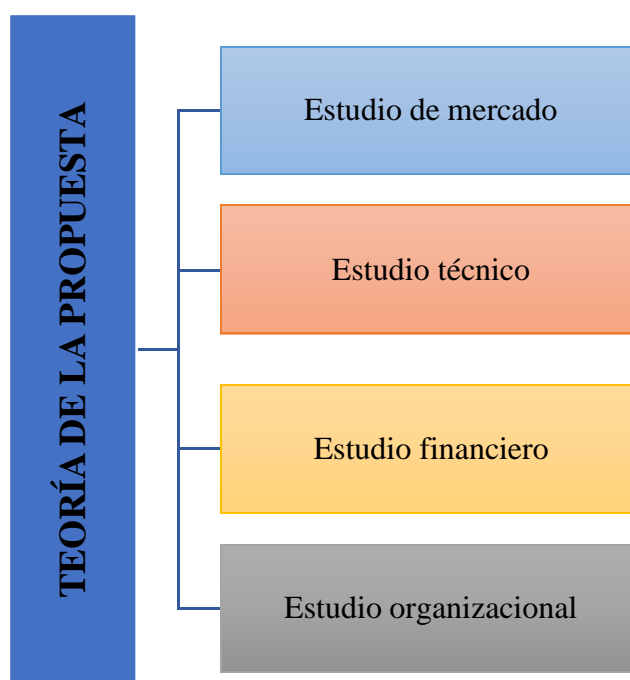 TEORÍA DE LA PROPUESTA
Estudio de mercado
Estudio técnico
Estudio financiero
Estudio organizacional